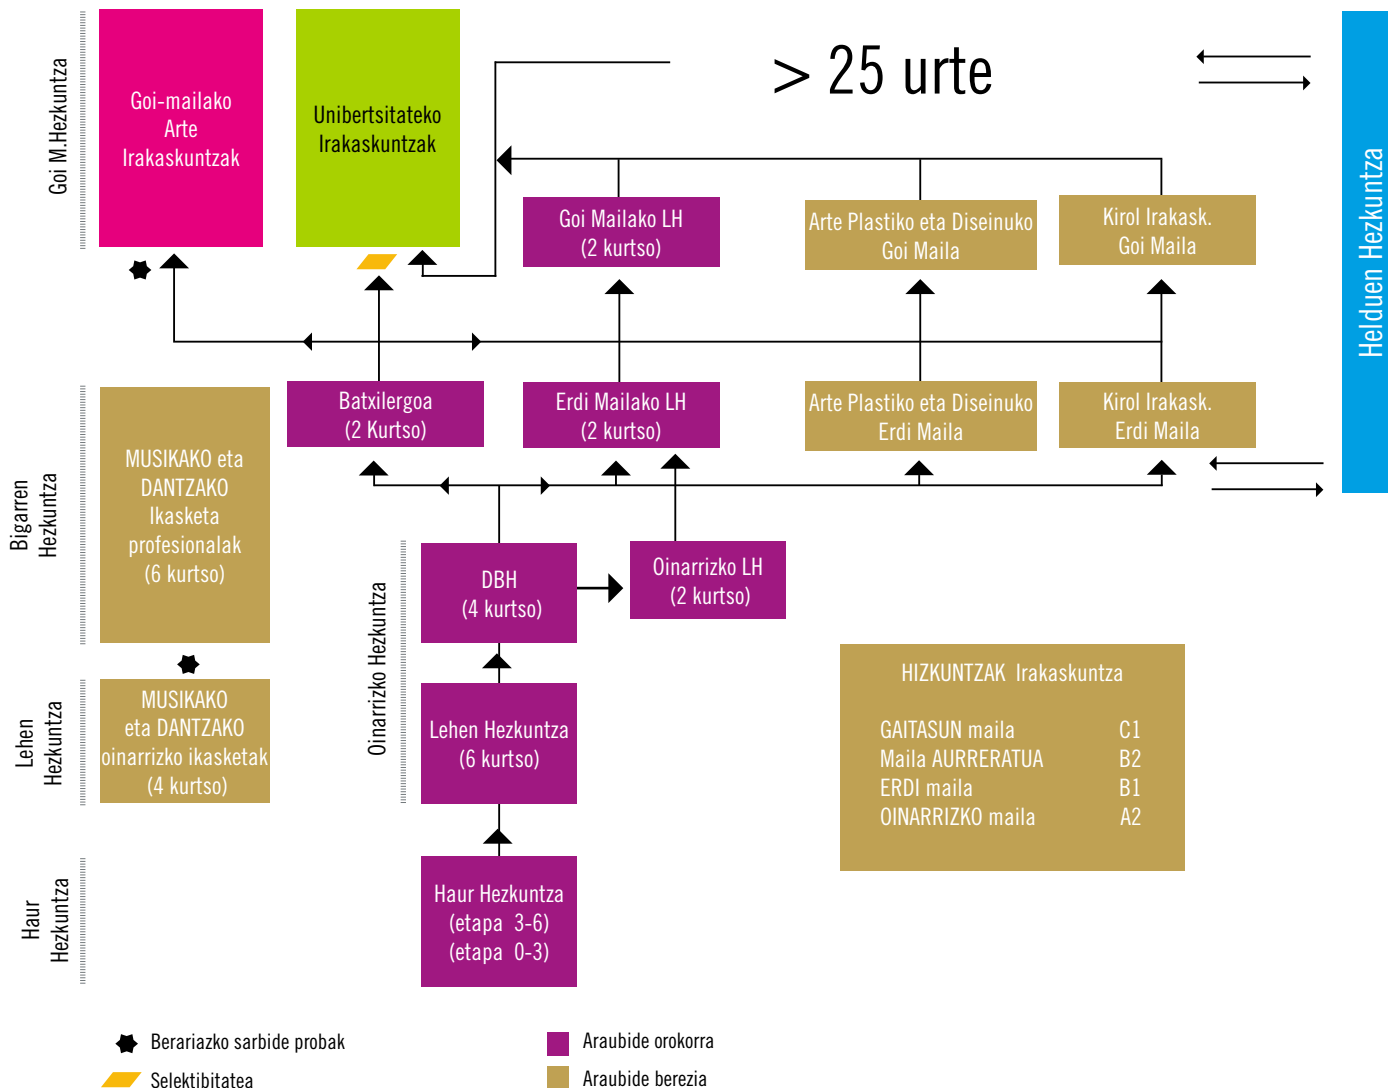 Goi M.Hezkuntza
Goi-mailako
Arte
Irakaskuntzak
Unibertsitateko
Irakaskuntzak
> 25 urte
Helduen Hezkuntza
Goi Mailako LH
(2 kurtso)
Arte Plastiko eta Diseinuko
Goi Maila
Kirol Irakask.
Goi Maila
Bigarren
Hezkuntza
MUSIKAKO eta
DANTZAKO
Ikasketa
profesionalak
(6 kurtso)
Batxilergoa
(2 Kurtso)
Erdi Mailako LH
(2 kurtso)
Arte Plastiko eta Diseinuko
Erdi Maila
Kirol Irakask.
Erdi Maila
Oinarrizko Hezkuntza
DBH
(4 kurtso)
Oinarrizko LH
(2 kurtso)
Lehen
Hezkuntza
MUSIKAKO
eta DANTZAKO
oinarrizko ikasketak
(4 kurtso)
Lehen Hezkuntza
(6 kurtso)
HIZKUNTZAK Irakaskuntza
GAITASUN maila C1
Maila AURRERATUA B2
ERDI maila B1
OINARRIZKO maila A2
Haur
Hezkuntza
Haur Hezkuntza
(etapa 3-6)
(etapa 0-3)
Berariazko sarbide probak
Selektibitatea
Araubide orokorra
Araubide berezia